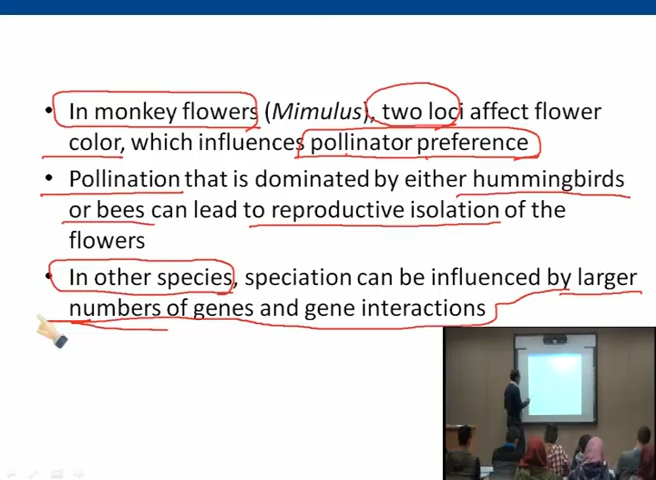 • In monkey flowers (Mimulus), two loci affect flower
color, which influences pollinator preference
• Pollination that is dominated by either hummingbirds
or bees can lead to reproductive isolation of the
flowers
• In other species, speciation can be influenced by larger
numbers of genes and gene interactions